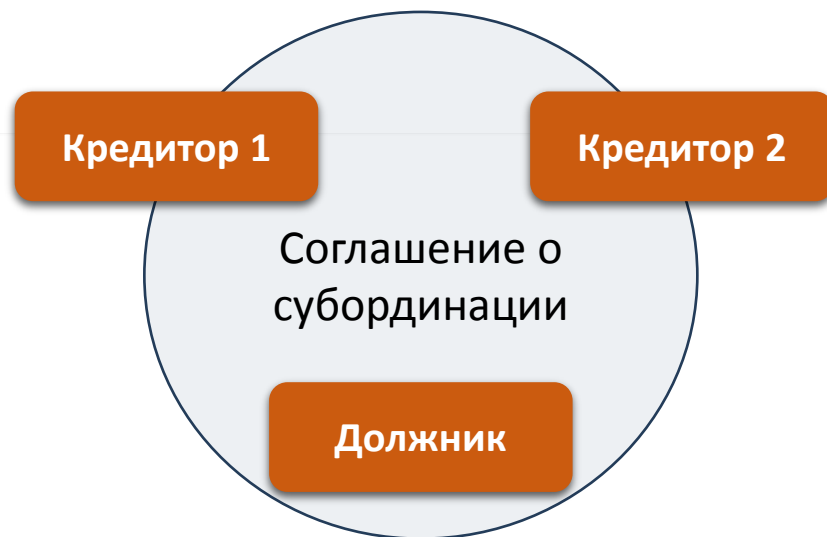 Кредитор 1
Кредитор 2
Соглашение о
субординации
Должник